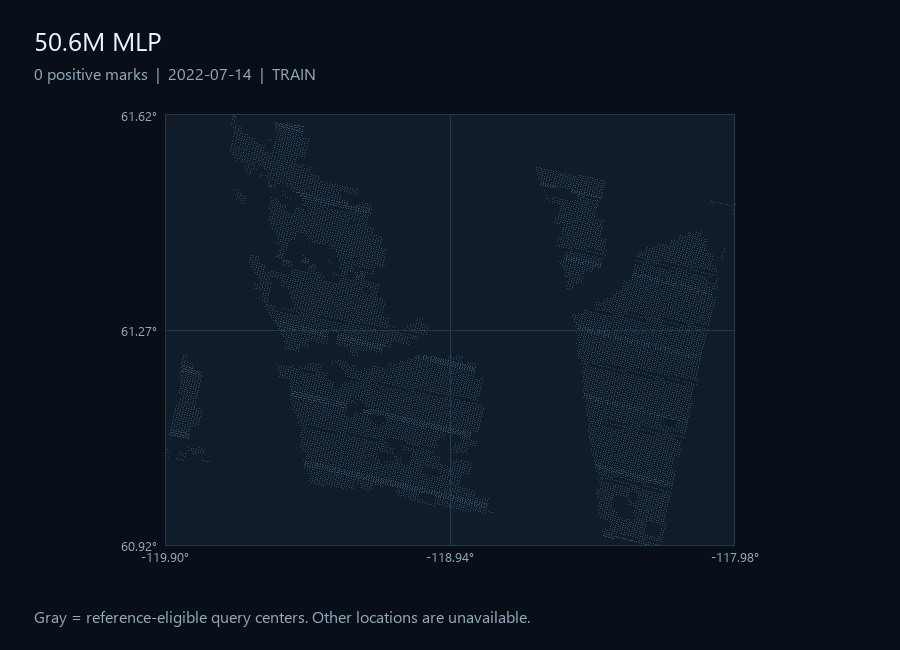 50.6M MLP
0 positive marks | 2022-07-14 | TRAIN
61.62°
61.27°
60.92°
-119.90°
-118.94°
-117.98°
Gray = reference-eligible query centers. Other locations are unavailable.